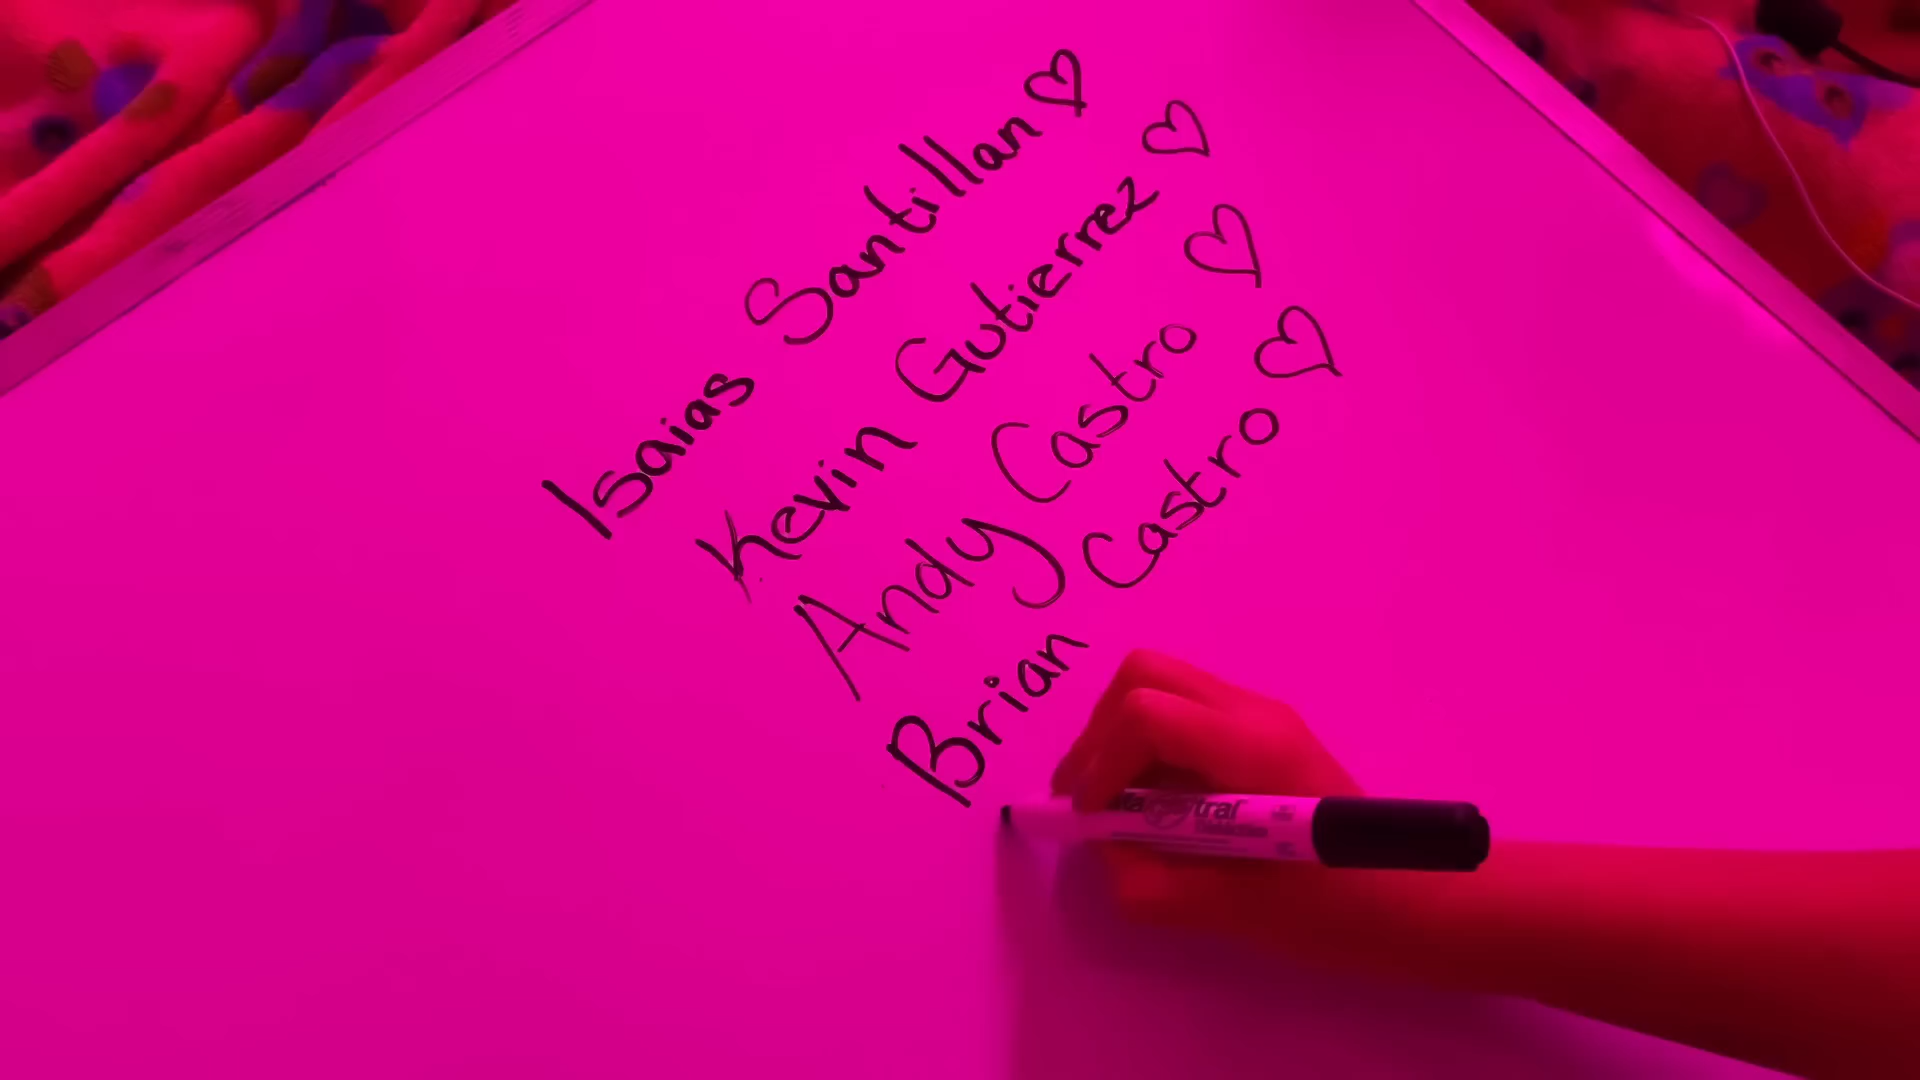 Isaias Santillan ♡
Kevin Gutierrez ♡
Andy Castro ♡
Brian Castro ♡